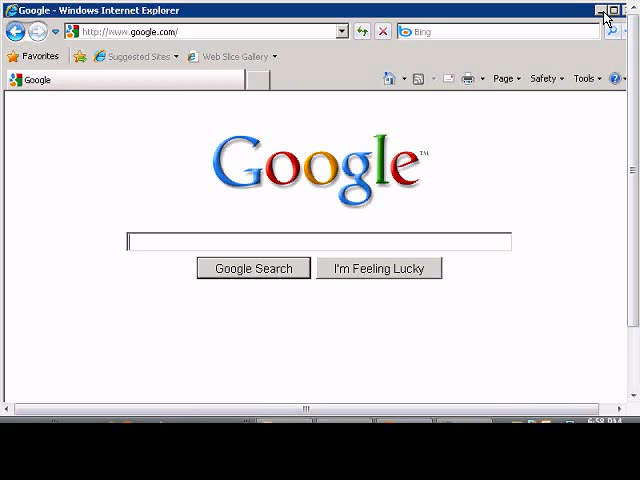 Google - Windows Internet Explorer
http://www.google.com/
Bing
Favorites
Suggested Sites
Web Slice Gallery
Google
Page
Safety
Tools
Google™
Google Search
I'm Feeling Lucky